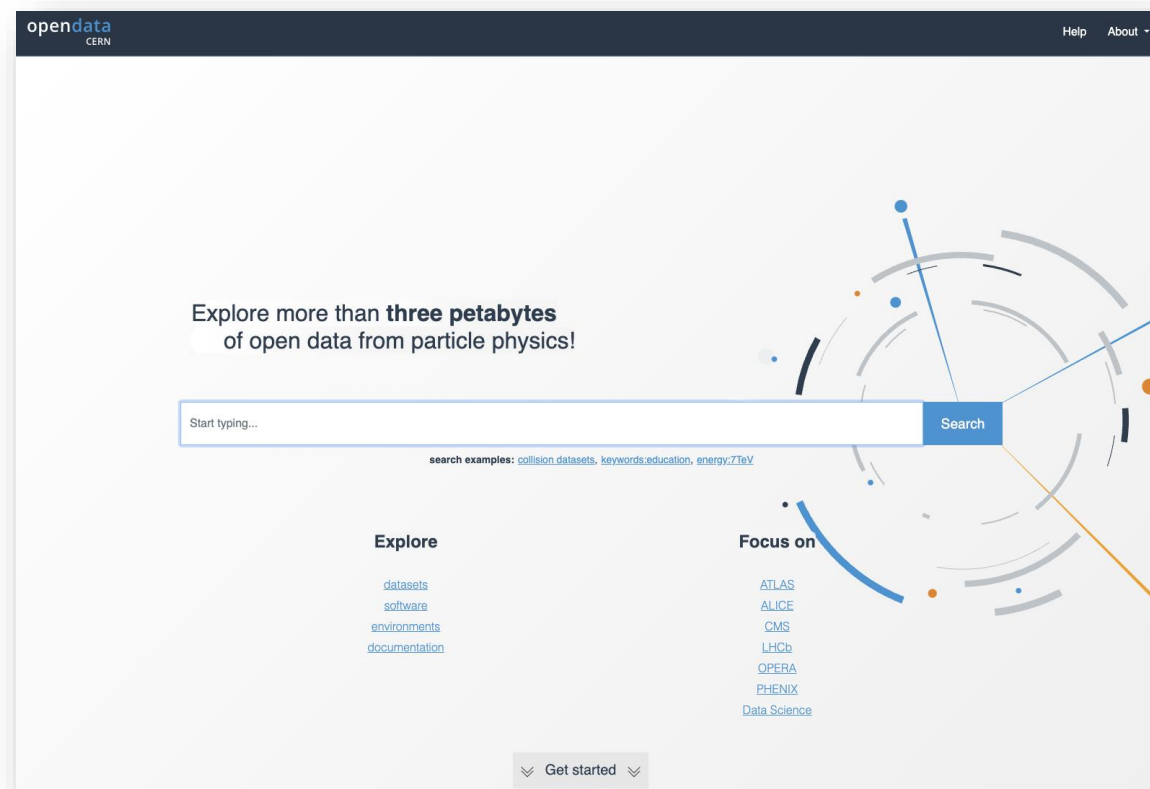 opendata
CERN
Help About
Explore more than three petabytes
of open data from particle physics!
Start typing...
Search
search examples: collision datasets, keywords:education, energy:7TeV
Explore
datasets
software
environments
documentation
Focus on
ATLAS
ALICE
CMS
LHCb
OPERA
PHENIX
Data Science
Get started